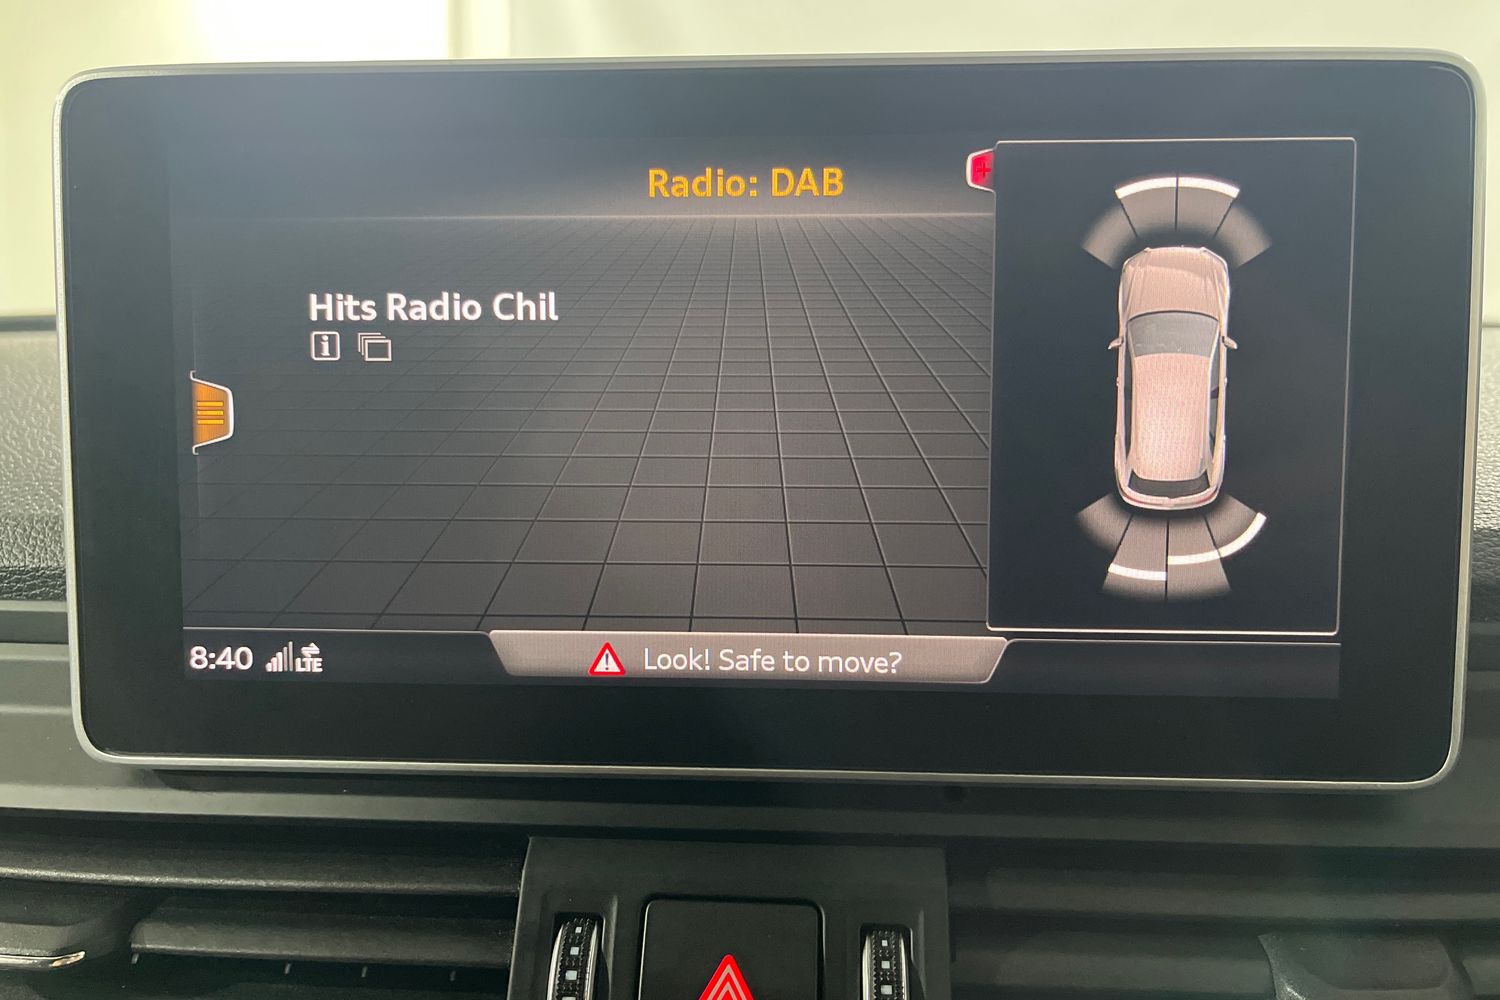 Radio: DAB
Hits Radio Chil
8:40 LTE
Look! Safe to move?